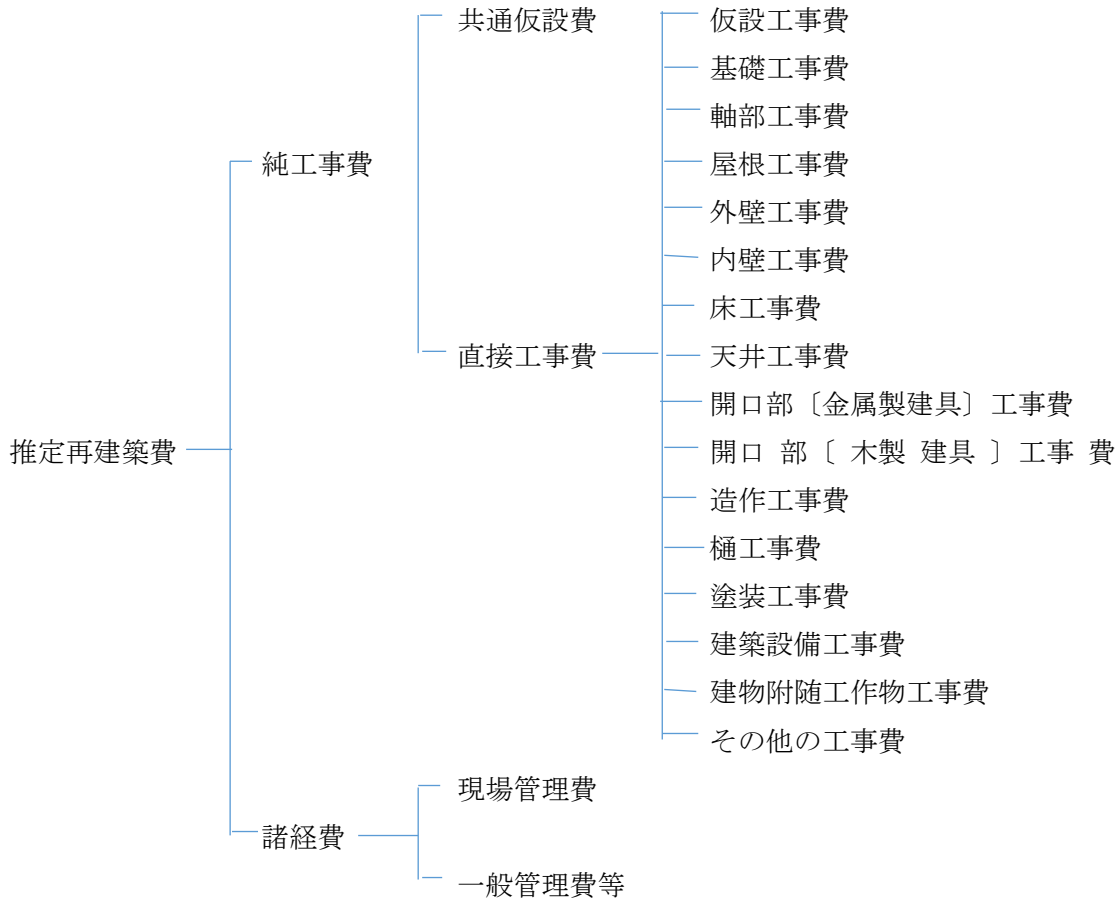 共通仮設費
仮設工事費
基礎工事費
軸部工事費
純工事費
屋根工事費
外壁工事費
内壁工事費
床工事費
直接工事費
天井工事費
開口部〔金属製建具〕工事費
推定再建築費
開口 部〔 木製 建具 〕工事 費
造作工事費
樋工事費
塗装工事費
建築設備工事費
建物附随工作物工事費
その他の工事費
現場管理費
諸経費
一般管理費等